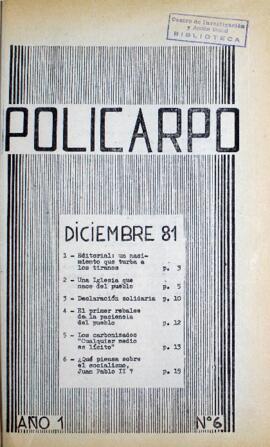 Centro de Investigación
y Acción Social
BIBLIOTECA
POLICARPO
DICIEMBRE 81
1 - Editorial: un naci-
miento que turba a
los tiranos p. 3
2 - Una Iglesia que
nace del pueblo p. 5
3 - Declaración solidaria p. 10
4 - El primer rebalse
de la paciencia del
pueblo p. 12
5 - Los carbonizados
"Cualquier medio
es lícito" p. 13
6 - ¿Qué piensa sobre
el socialismo,
Juan Pablo II ? p. 15
AÑO 1 Nº 6